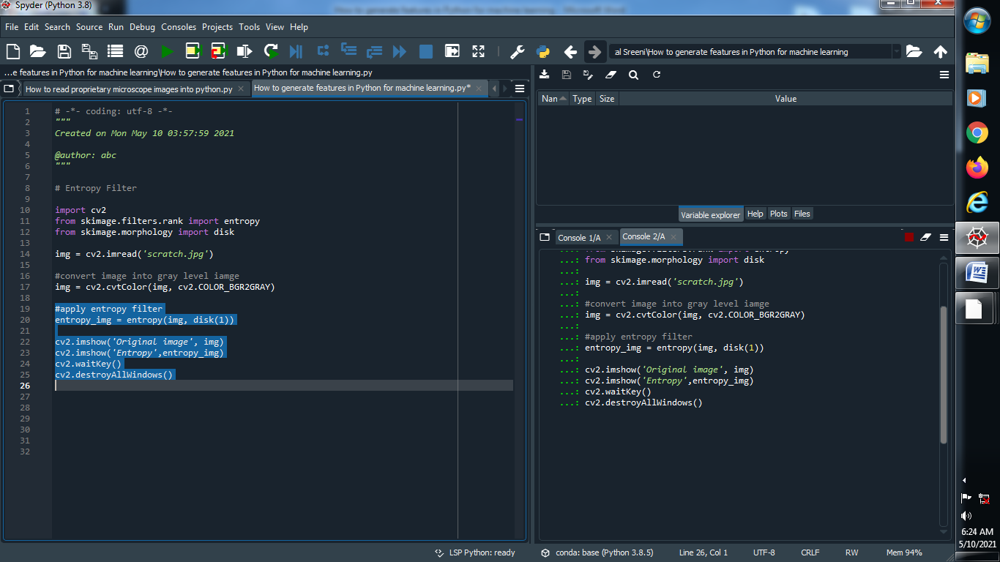 Spyder (Python 3.8)
File Edit Search Source Run Debug Consoles Projects Tools View Help
al Sreeni\How to generate features in Python for machine learning
...e features in Python for machine learning\How to generate features in Python for machine learning.py
How to read proprietary microscope images into python.py
How to generate features in Python for machine learning.py*
1 # -*- coding: utf-8 -*-
2 """
3 Created on Mon May 10 03:57:59 2021
4
5 @author: abc
6 """
7
8 # Entropy Filter
9
10 import cv2
11 from skimage.filters.rank import entropy
12 from skimage.morphology import disk
13
14 img = cv2.imread('scratch.jpg')
15
16 #convert image into gray level iamge
17 img = cv2.cvtColor(img, cv2.COLOR_BGR2GRAY)
18
19 #apply entropy filter
20 entropy_img = entropy(img, disk(1))
21
22 cv2.imshow('Original image', img)
23 cv2.imshow('Entropy',entropy_img)
24 cv2.waitKey()
25 cv2.destroyAllWindows()
26
27
28
29
30
31
32
Nan Type Size Value
Variable explorer Help Plots Files
Console 1/A Console 2/A
...: from skimage.filters.rank import entropy
...: from skimage.morphology import disk
...:
...: img = cv2.imread('scratch.jpg')
...:
...: #convert image into gray level iamge
...: img = cv2.cvtColor(img, cv2.COLOR_BGR2GRAY)
...:
...: #apply entropy filter
...: entropy_img = entropy(img, disk(1))
...:
...: cv2.imshow('Original image', img)
...: cv2.imshow('Entropy',entropy_img)
...: cv2.waitKey()
...: cv2.destroyAllWindows()
LSP Python: ready conda: base (Python 3.8.5) Line 26, Col 1 UTF-8 CRLF RW Mem 94%
6:24 AM
5/10/2021